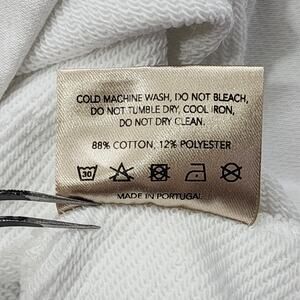 COLD MACHINE WASH, DO NOT BLEACH,
DO NOT TUMBLE DRY, COOL IRON,
DO NOT DRY CLEAN.
88% COTTON, 12% POLYESTER
30
MADE IN PORTUGAL